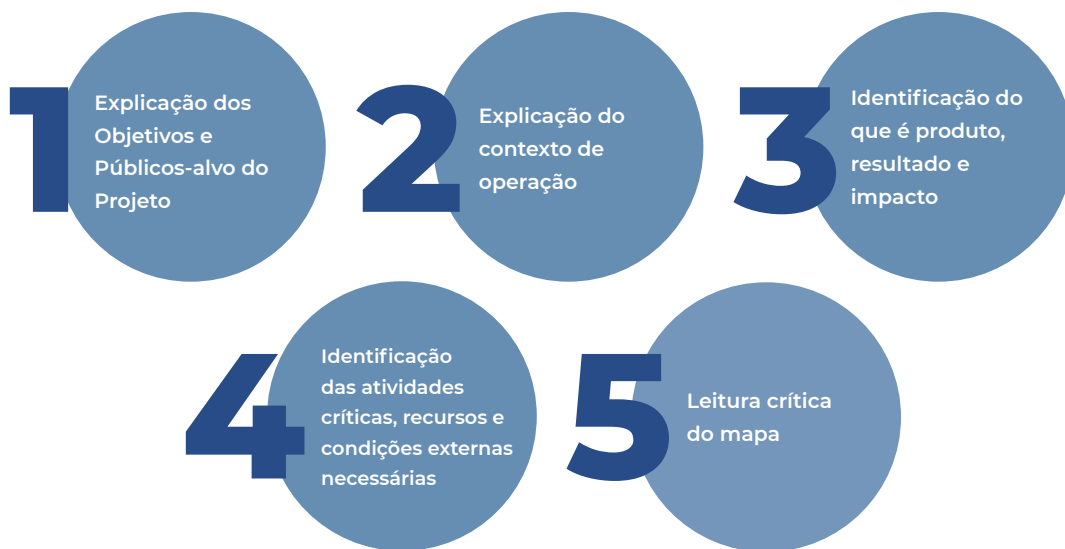 1
Explicação dos
Objetivos e
Públicos-alvo do
Projeto
2
Explicação do
contexto de
operação
3
Identificação do
que é produto,
resultado e
impacto
4
Identificação
das atividades
críticas, recursos e
condições externas
necessárias
5
Leitura crítica
do mapa